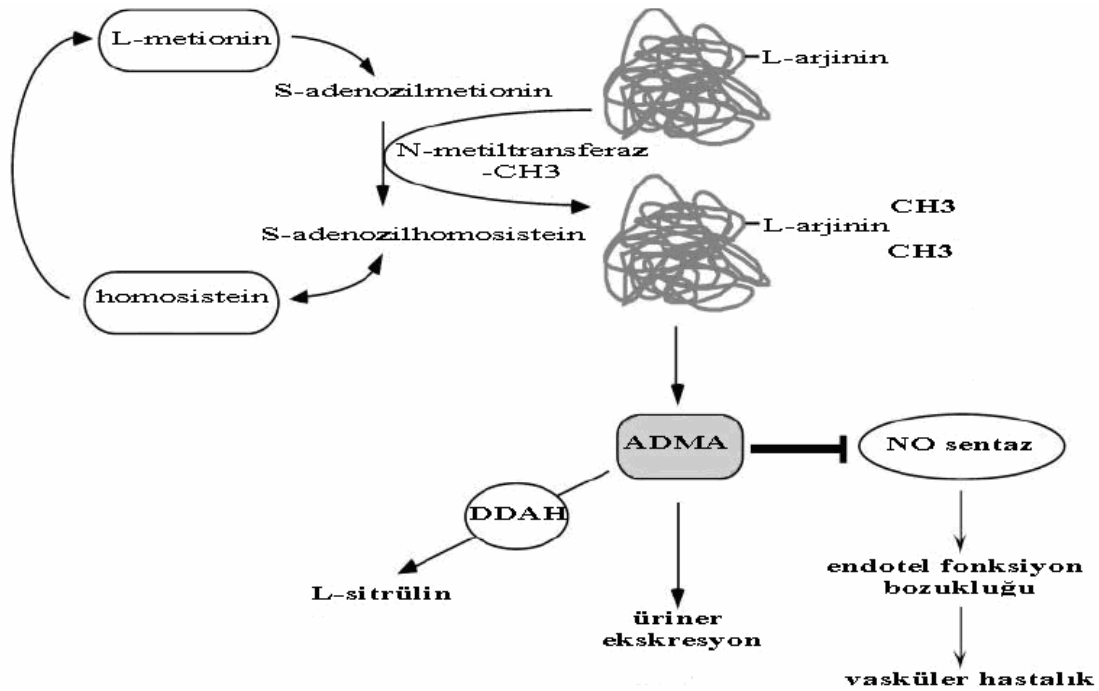 L-metionin
L-arjinin
S-adenozilmetionin
N-metiltransferaz
-CH3
CH3
L-arjinin
S-adenozilhomosistein
CH3
homosistein
ADMA
NO sentaz
DDAH
endotel fonksiyon
bozukluğu
L-sitrülin
üriner
ekskresyon
vasküler hastalık